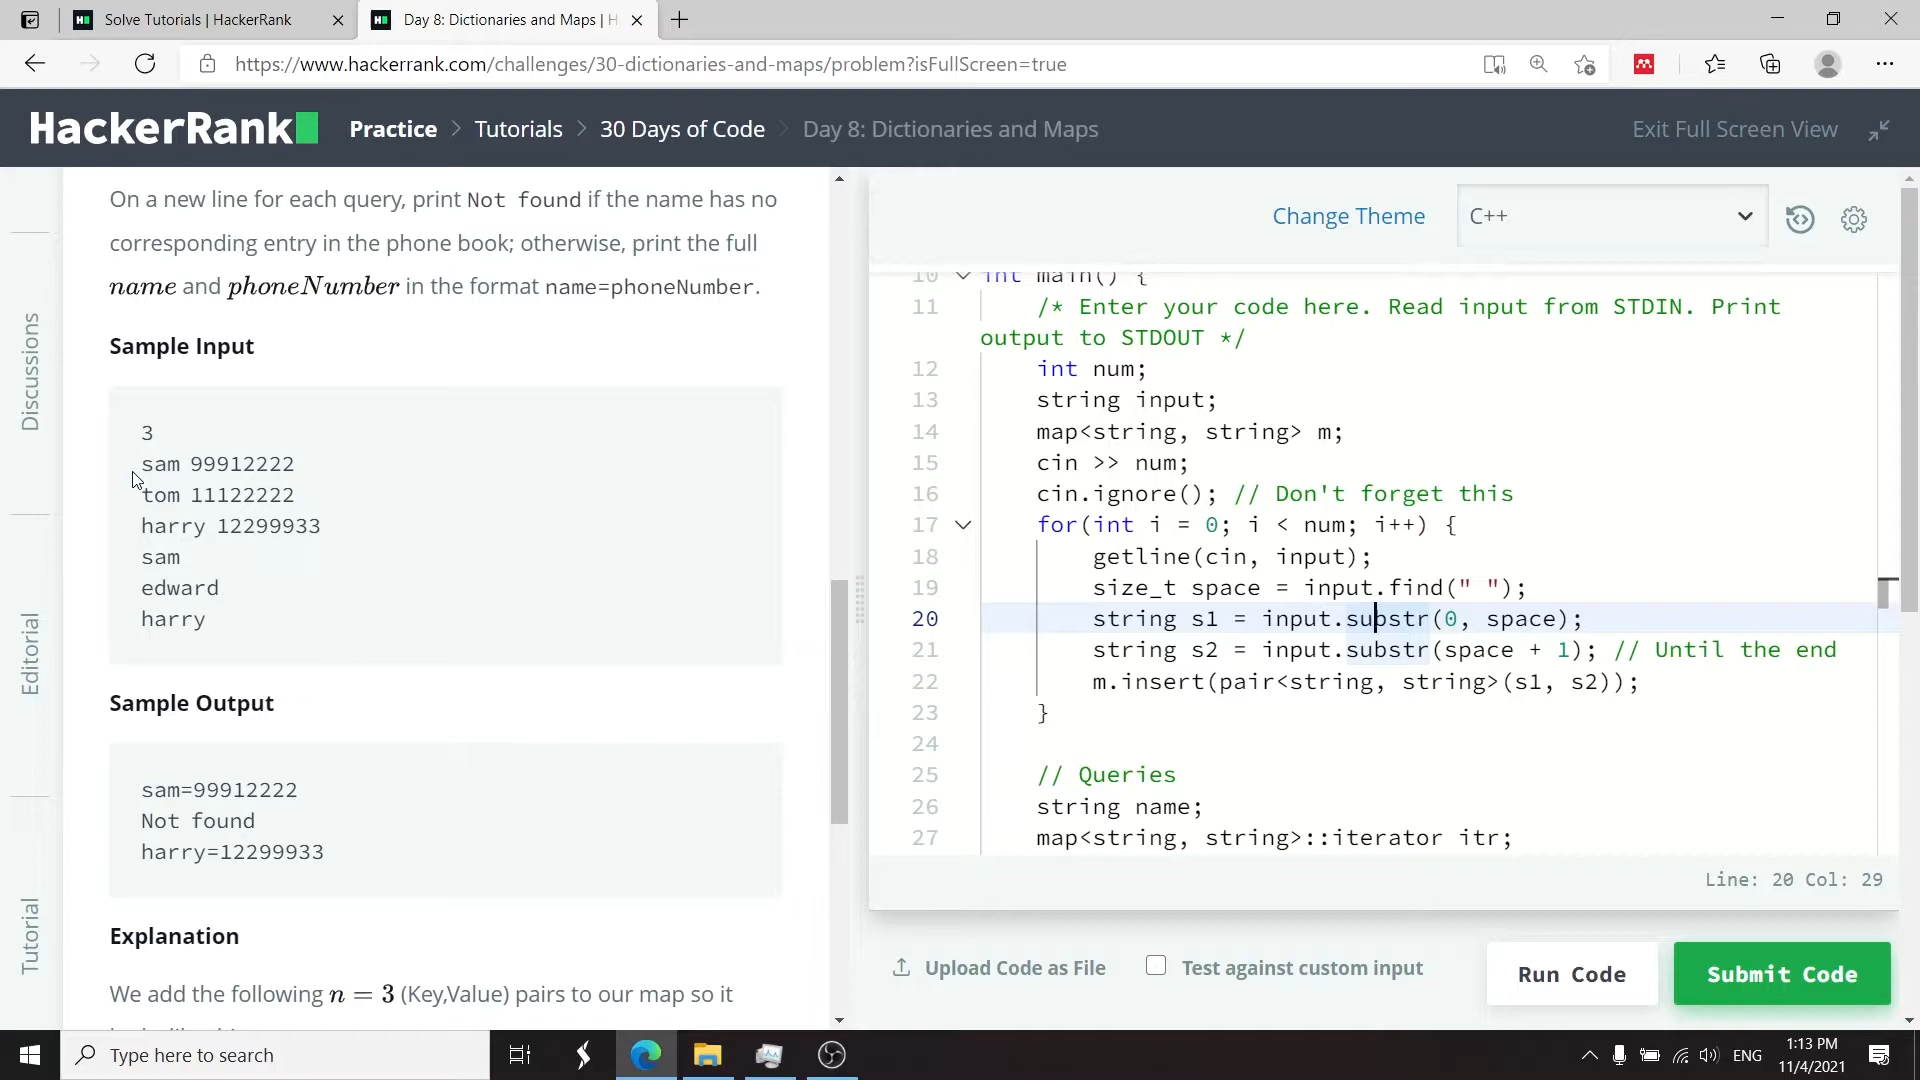 Solve Tutorials | HackerRank
Day 8: Dictionaries and Maps | H
https://www.hackerrank.com/challenges/30-dictionaries-and-maps/problem?isFullScreen=true
HackerRank
Practice > Tutorials > 30 Days of Code > Day 8: Dictionaries and Maps
Exit Full Screen View
Discussions
Editorial
Tutorial
On a new line for each query, print Not found if the name has no
corresponding entry in the phone book; otherwise, print the full
name and phoneNumber in the format name=phoneNumber.
Sample Input
3
sam 99912222
tom 11122222
harry 12299933
sam
edward
harry
Sample Output
sam=99912222
Not found
harry=12299933
Explanation
We add the following n = 3 (Key,Value) pairs to our map so it
Change Theme
C++
10 int main() {
11 /* Enter your code here. Read input from STDIN. Print
output to STDOUT */
12 int num;
13 string input;
14 map<string, string> m;
15 cin >> num;
16 cin.ignore(); // Don't forget this
17 for(int i = 0; i < num; i++) {
18 getline(cin, input);
19 size_t space = input.find(" ");
20 string s1 = input.substr(0, space);
21 string s2 = input.substr(space + 1); // Until the end
22 m.insert(pair<string, string>(s1, s2));
23 }
24
25 // Queries
26 string name;
27 map<string, string>::iterator itr;
Line: 20 Col: 29
Upload Code as File
Test against custom input
Run Code
Submit Code
Type here to search
ENG
1:13 PM
11/4/2021